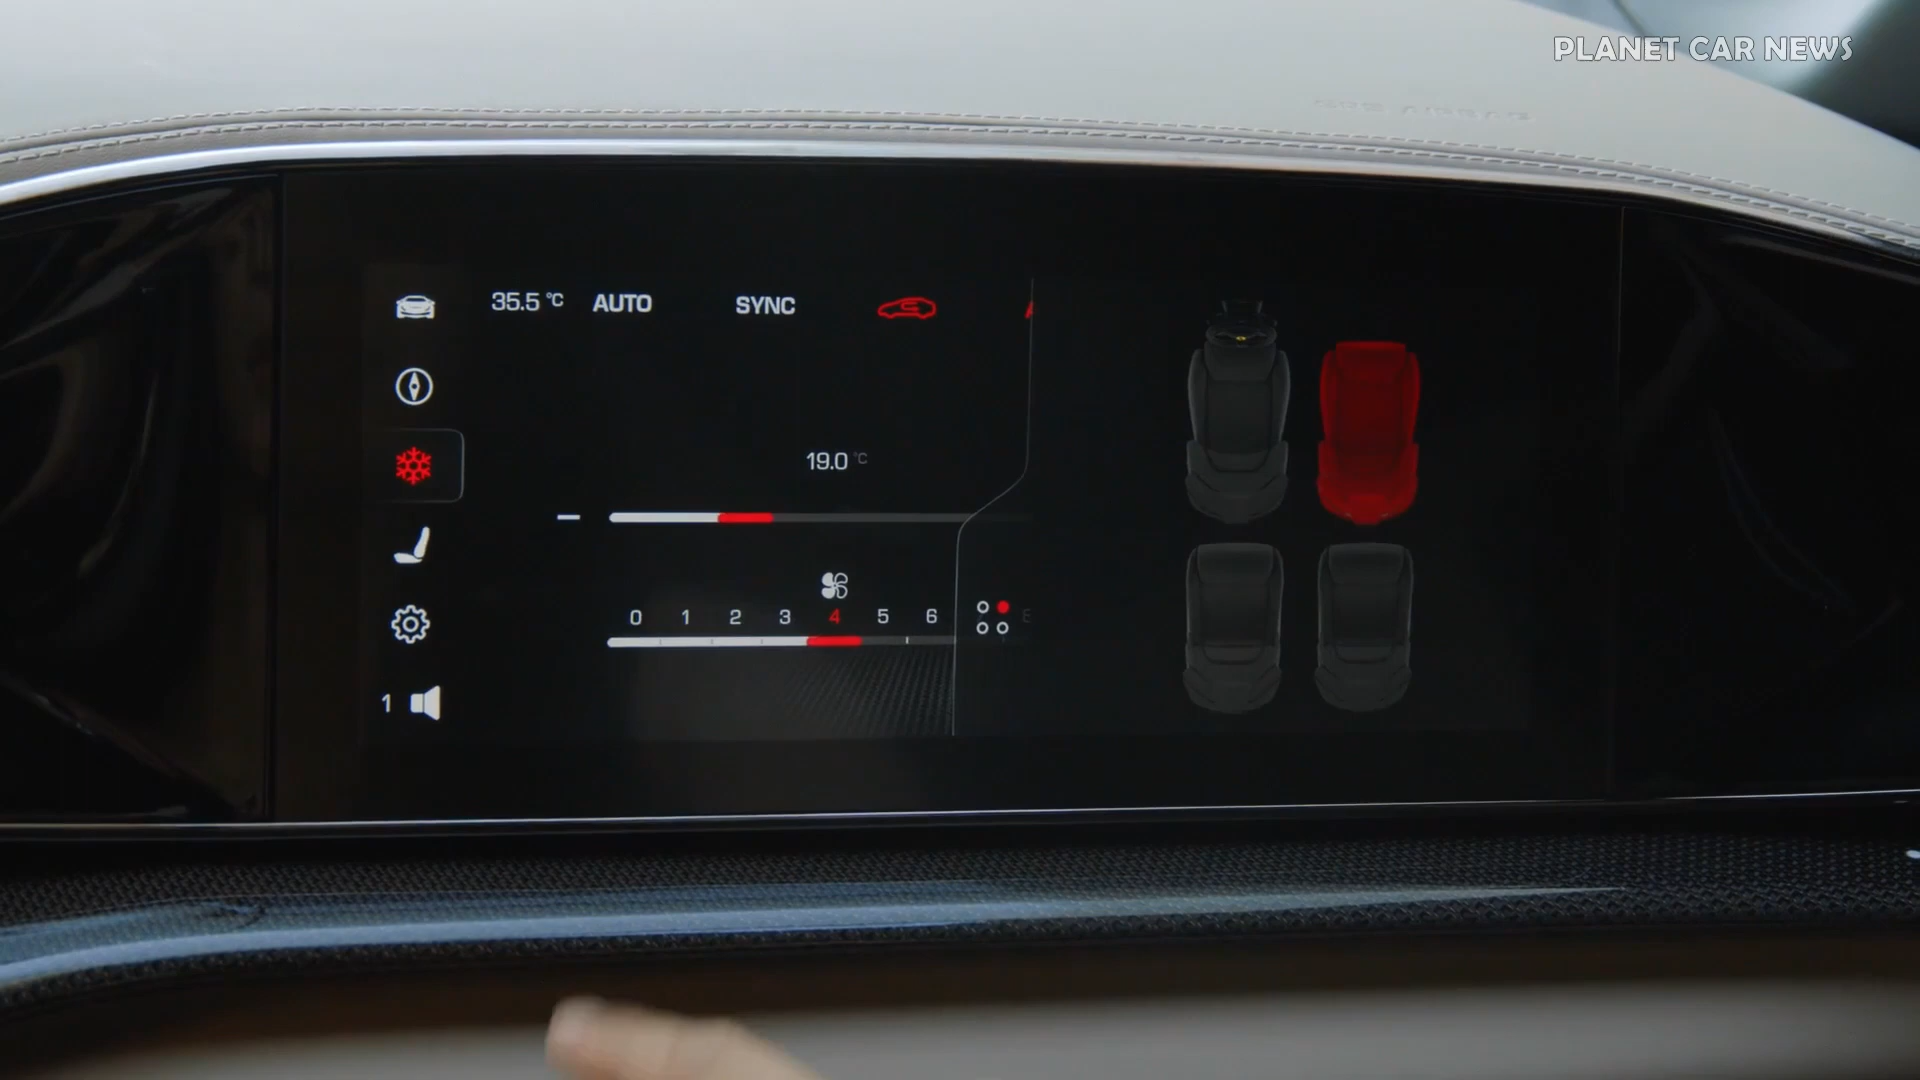 PLANET CAR NEWS
35.5 °C AUTO SYNC
19.0 °C
0 1 2 3 4 5 6
1